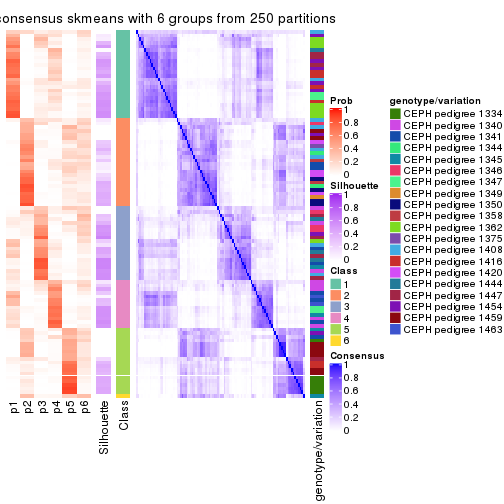 consensus skmeans with 6 groups from 250 partitions
p1
p2
p3
p4
p5
p6
Silhouette
Class
genotype/variation
Prob
1
0.8
0.6
0.4
0.2
0
Silhouette
1
0.8
0.6
0.4
0.2
0
Class
1
2
3
4
5
6
Consensus
1
0.8
0.6
0.4
0.2
0
genotype/variation
CEPH pedigree 1334
CEPH pedigree 1340
CEPH pedigree 1341
CEPH pedigree 1344
CEPH pedigree 1345
CEPH pedigree 1346
CEPH pedigree 1347
CEPH pedigree 1349
CEPH pedigree 1350
CEPH pedigree 1358
CEPH pedigree 1362
CEPH pedigree 1375
CEPH pedigree 1408
CEPH pedigree 1416
CEPH pedigree 1420
CEPH pedigree 1444
CEPH pedigree 1447
CEPH pedigree 1454
CEPH pedigree 1459
CEPH pedigree 1463